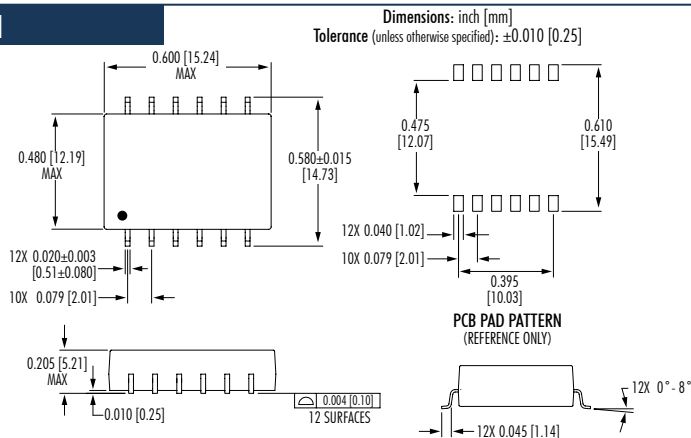 Dimensions: inch [mm]
Tolerance (unless otherwise specified): ±0.010 [0.25]
0.600 [15.24]
MAX
0.480 [12.19]
MAX
0.580±0.015
[14.73]
12X 0.020±0.003
[0.51±0.080]
10X 0.079 [2.01]
0.475
[12.07]
0.610
[15.49]
12X 0.040 [1.02]
10X 0.079 [2.01]
0.395
[10.03]
PCB PAD PATTERN
(REFERENCE ONLY)
0.205 [5.21]
MAX
0.010 [0.25]
0.004 [0.10]
12 SURFACES
12X 0°- 8°
12X 0.045 [1.14]